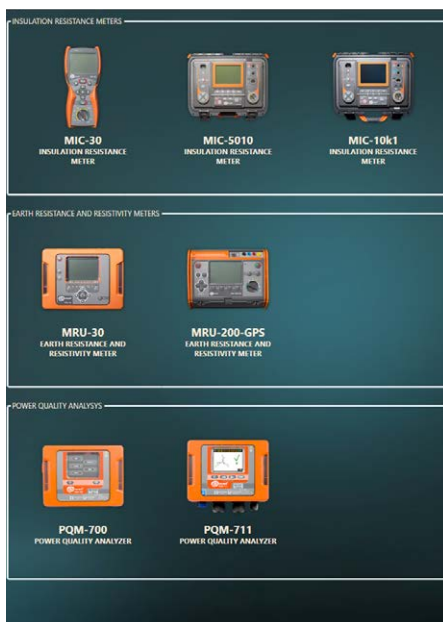 INSULATION RESISTANCE METERS
MIC-30
INSULATION RESISTANCE
METER
MIC-5010
INSULATION RESISTANCE
METER
MIC-10k1
INSULATION RESISTANCE
METER
EARTH RESISTANCE AND RESISTIVITY METERS
MRU-30
EARTH RESISTANCE AND
RESISTIVITY METER
MRU-200-GPS
EARTH RESISTANCE AND
RESISTIVITY METER
POWER QUALITY ANALYSYS
PQM-700
POWER QUALITY ANALYZER
PQM-711
POWER QUALITY ANALYZER